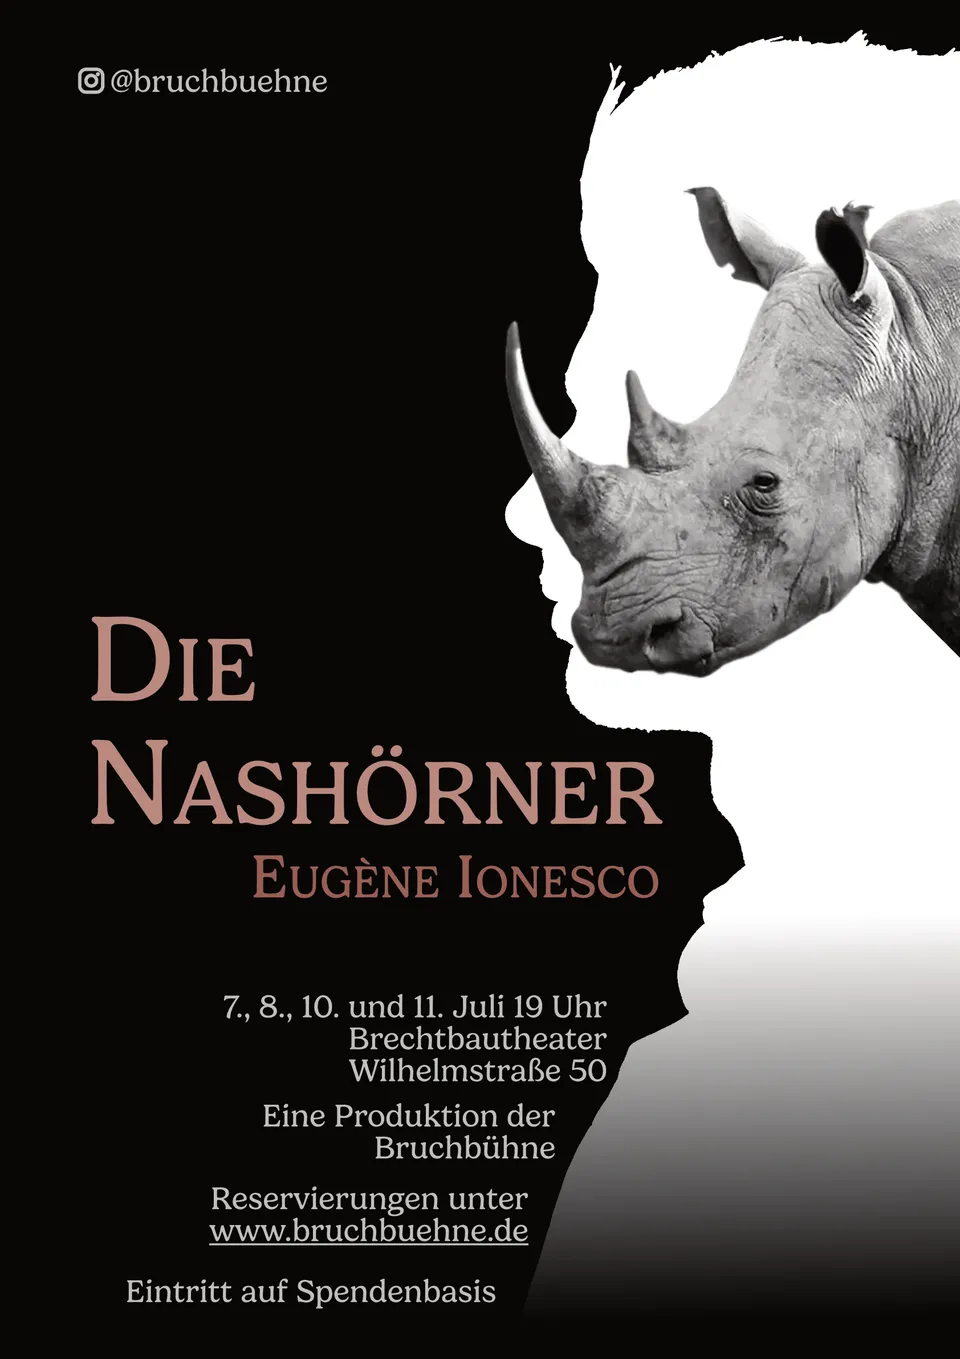 @bruchbuehne
Die
Nashörner
Eugène Ionesco
7., 8., 10. und 11. Juli 19 Uhr
Brechtbautheater
Wilhelmstraße 50
Eine Produktion der
Bruchbühne
Reservierungen unter
www.bruchbuehne.de
Eintritt auf Spendenbasis